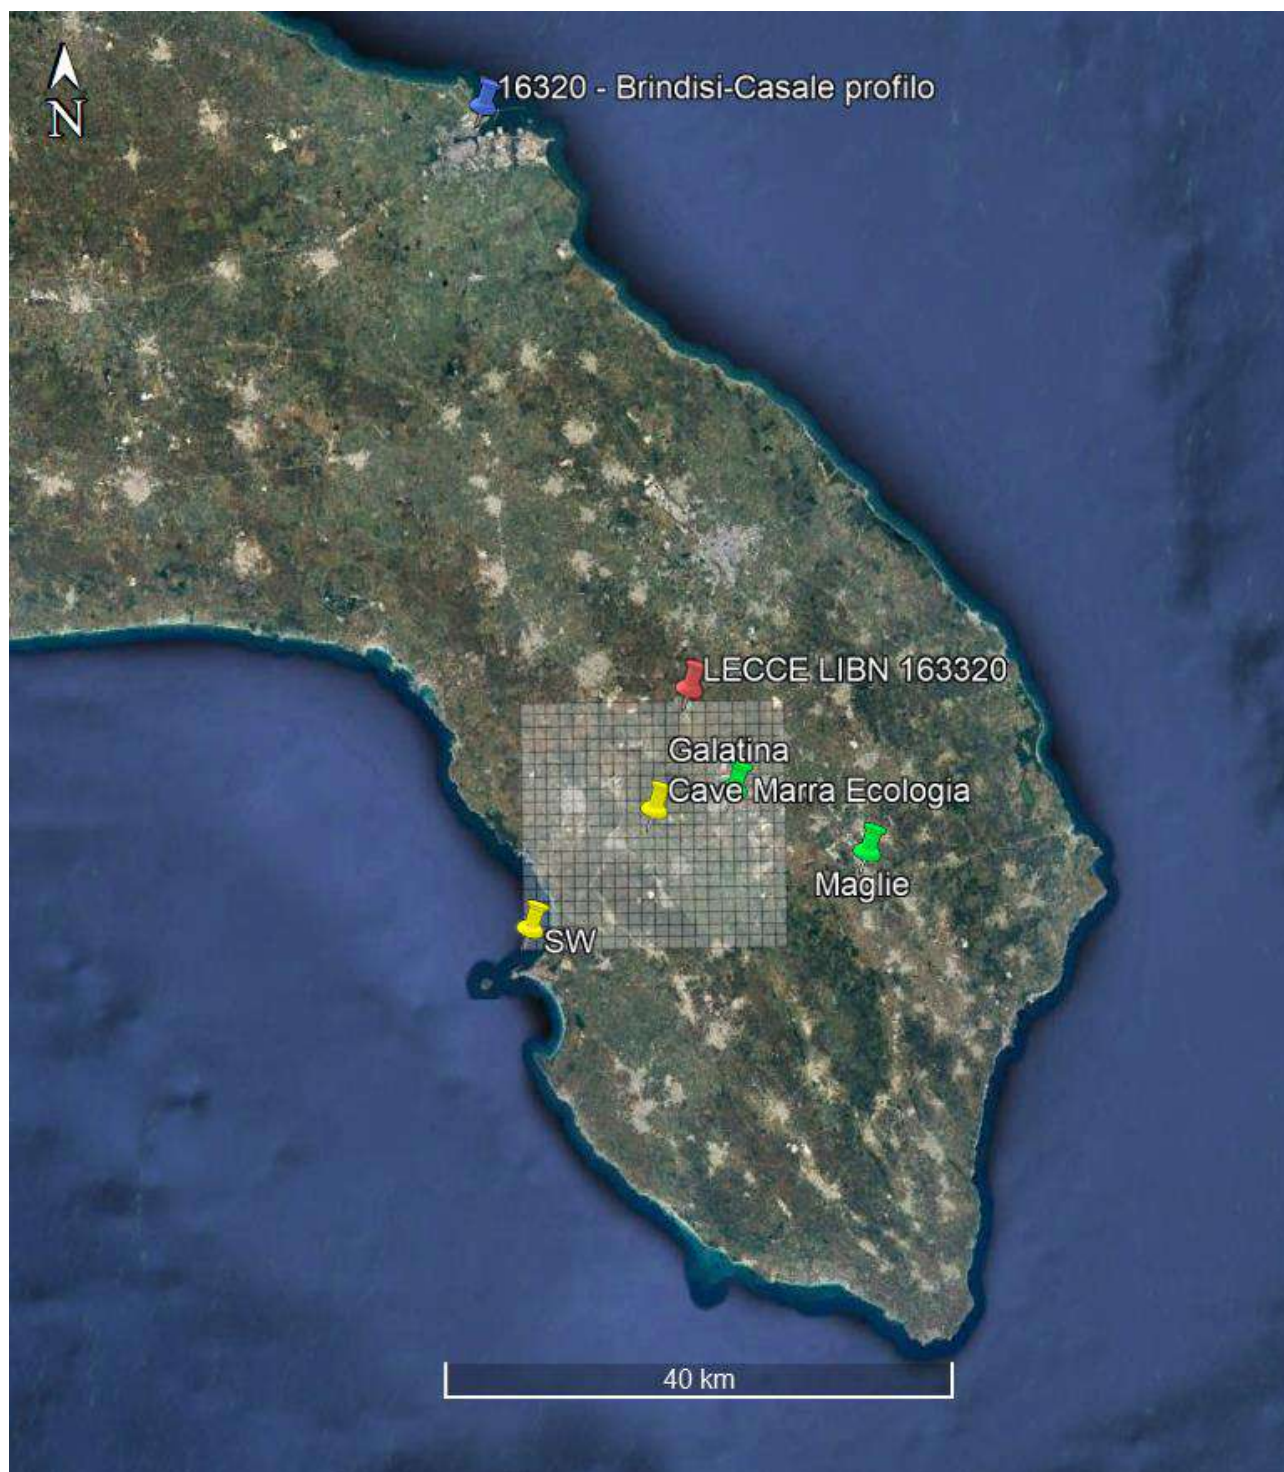 N
16320 - Brindisi-Casale profilo
LECCE LIBN 163320
Galatina
Cave Marra Ecologia
Maglie
SW
40 km